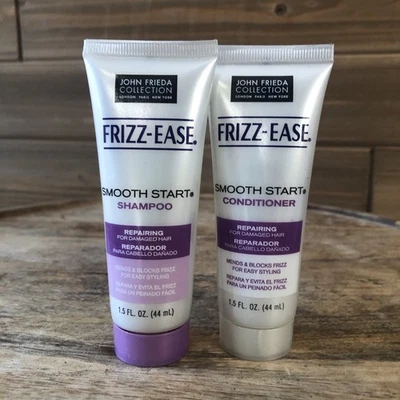 JOHN FRIEDA
COLLECTION
LONDON PARIS NEW YORK
FRIZZ-EASE®
SMOOTH START®
SHAMPOO
REPAIRING
FOR DAMAGED HAIR
REPARADOR
PARA CABELLO DAÑADO
MENDS & BLOCKS FRIZZ
FOR EASY STYLING
REPARA Y EVITA EL FRIZZ
PARA UN PEINADO FÁCIL
1.5 FL. OZ. (44 mL)
JOHN FRIEDA
COLLECTION
LONDON PARIS NEW YORK
FRIZZ-EASE®
SMOOTH START®
CONDITIONER
REPAIRING
FOR DAMAGED HAIR
REPARADOR
PARA CABELLO DAÑADO
MENDS & BLOCKS FRIZZ
FOR EASY STYLING
REPARA Y EVITA EL FRIZZ
PARA UN PEINADO FÁCIL
1.5 FL. OZ. (44 mL)